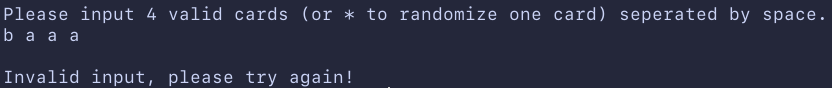 Please input 4 valid cards (or * to randomize one card) seperated by space.
b a a a
Invalid input, please try again!